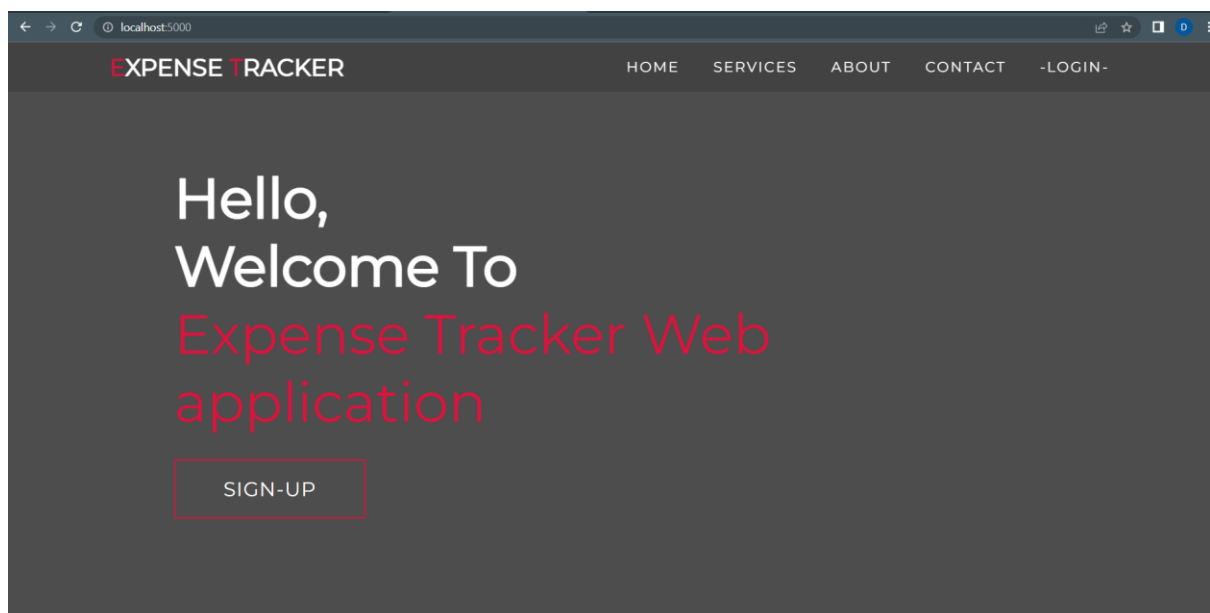 localhost:5000
D
EXPENSE TRACKER HOME SERVICES ABOUT CONTACT -LOGIN-
Hello,
Welcome To
Expense Tracker Web
application
SIGN-UP